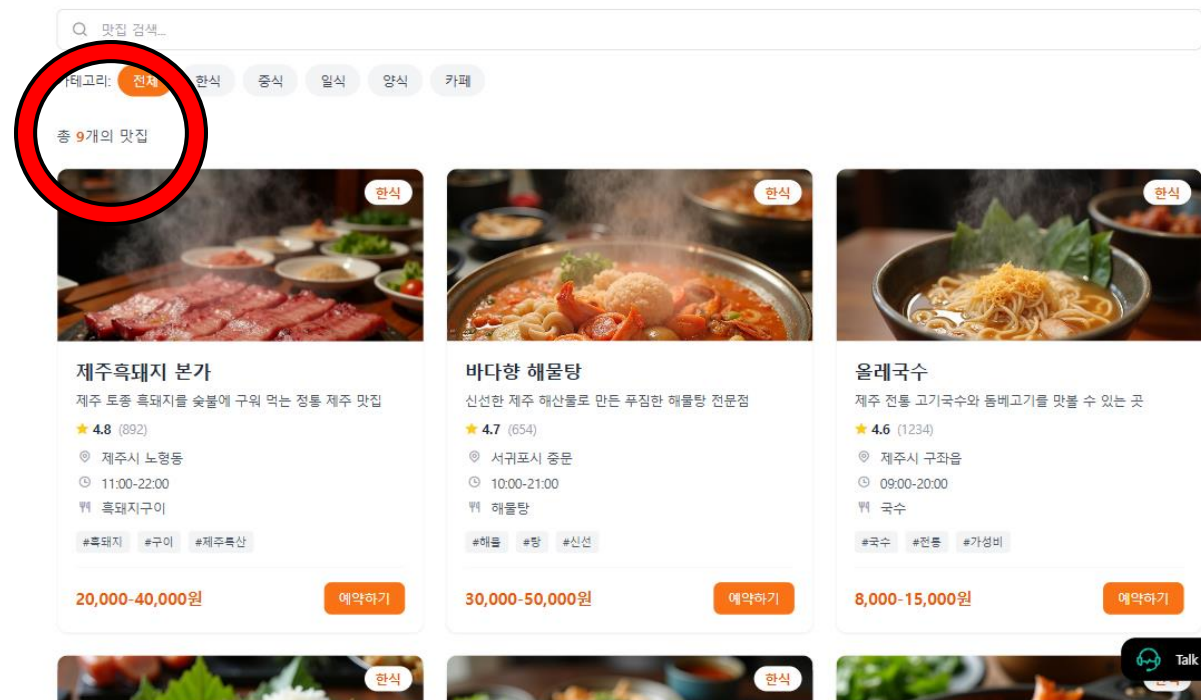 맛집 검색...
카테고리: 전체 한식 중식 일식 양식 카페
총 9개의 맛집
한식 한식 한식
제주흑돼지 본가
제주 토종 흑돼지를 숯불에 구워 먹는 정통 제주 맛집
4.8 (892)
제주시 노형동
11:00-22:00
흑돼지구이
#흑돼지 #구이 #제주특산
20,000-40,000원 예약하기
바다향 해물탕
신선한 제주 해산물로 만든 푸짐한 해물탕 전문점
4.7 (654)
서귀포시 중문
10:00-21:00
해물탕
#해물 #탕 #신선
30,000-50,000원 예약하기
올레국수
제주 전통 고기국수와 돔베고기를 맛볼 수 있는 곳
4.6 (1234)
제주시 구좌읍
09:00-20:00
국수
#국수 #전통 #가성비
8,000-15,000원 예약하기
한식 한식
Talk